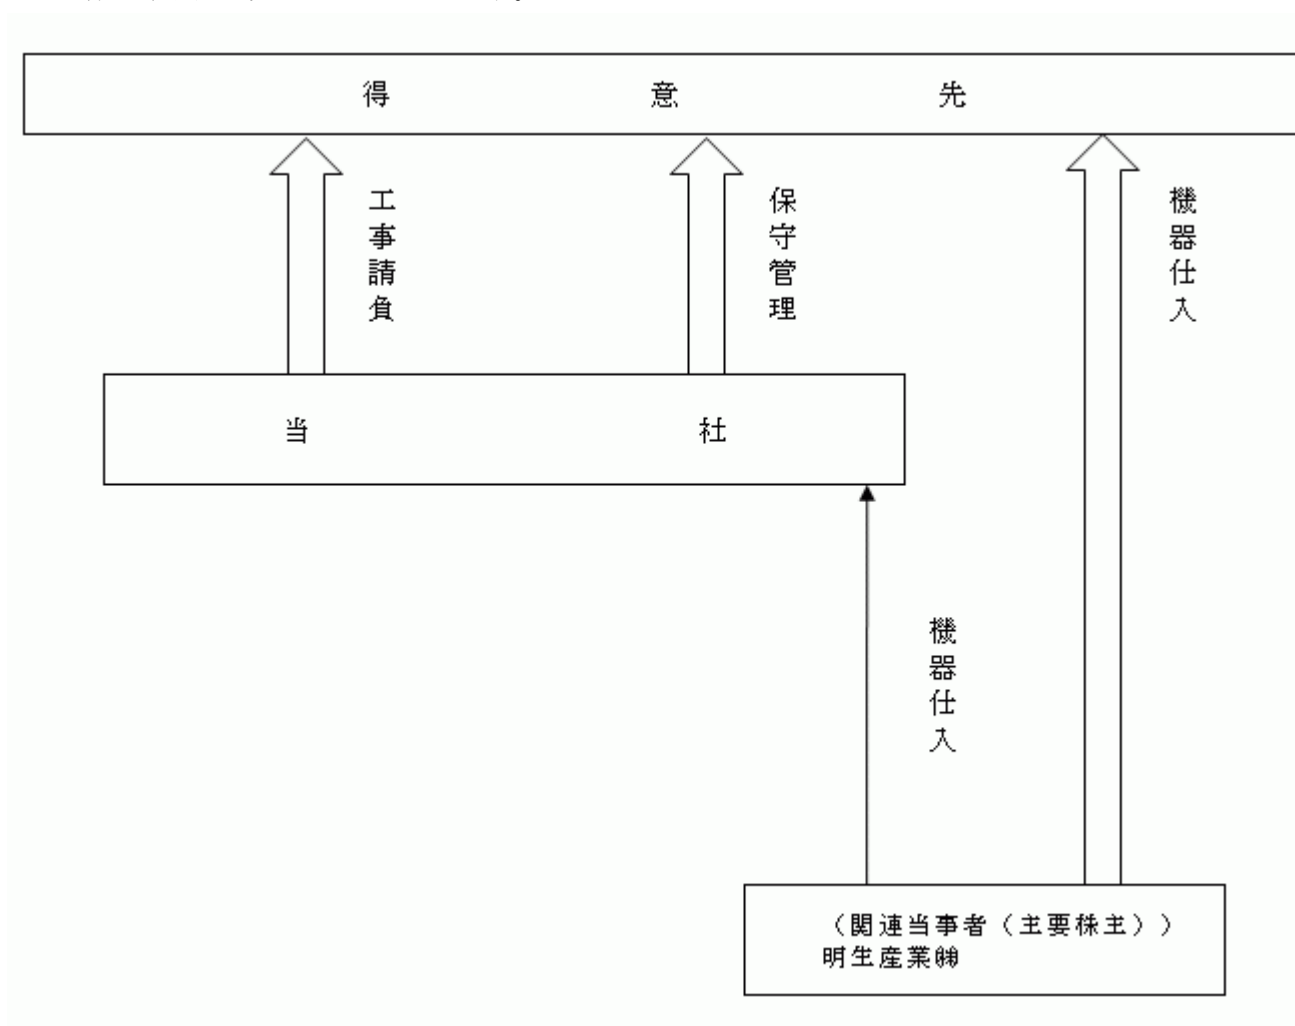 得意先
工事請負
保守管理
機器仕入
当社
機器仕入
(関連当事者(主要株主))
明生産業㈱